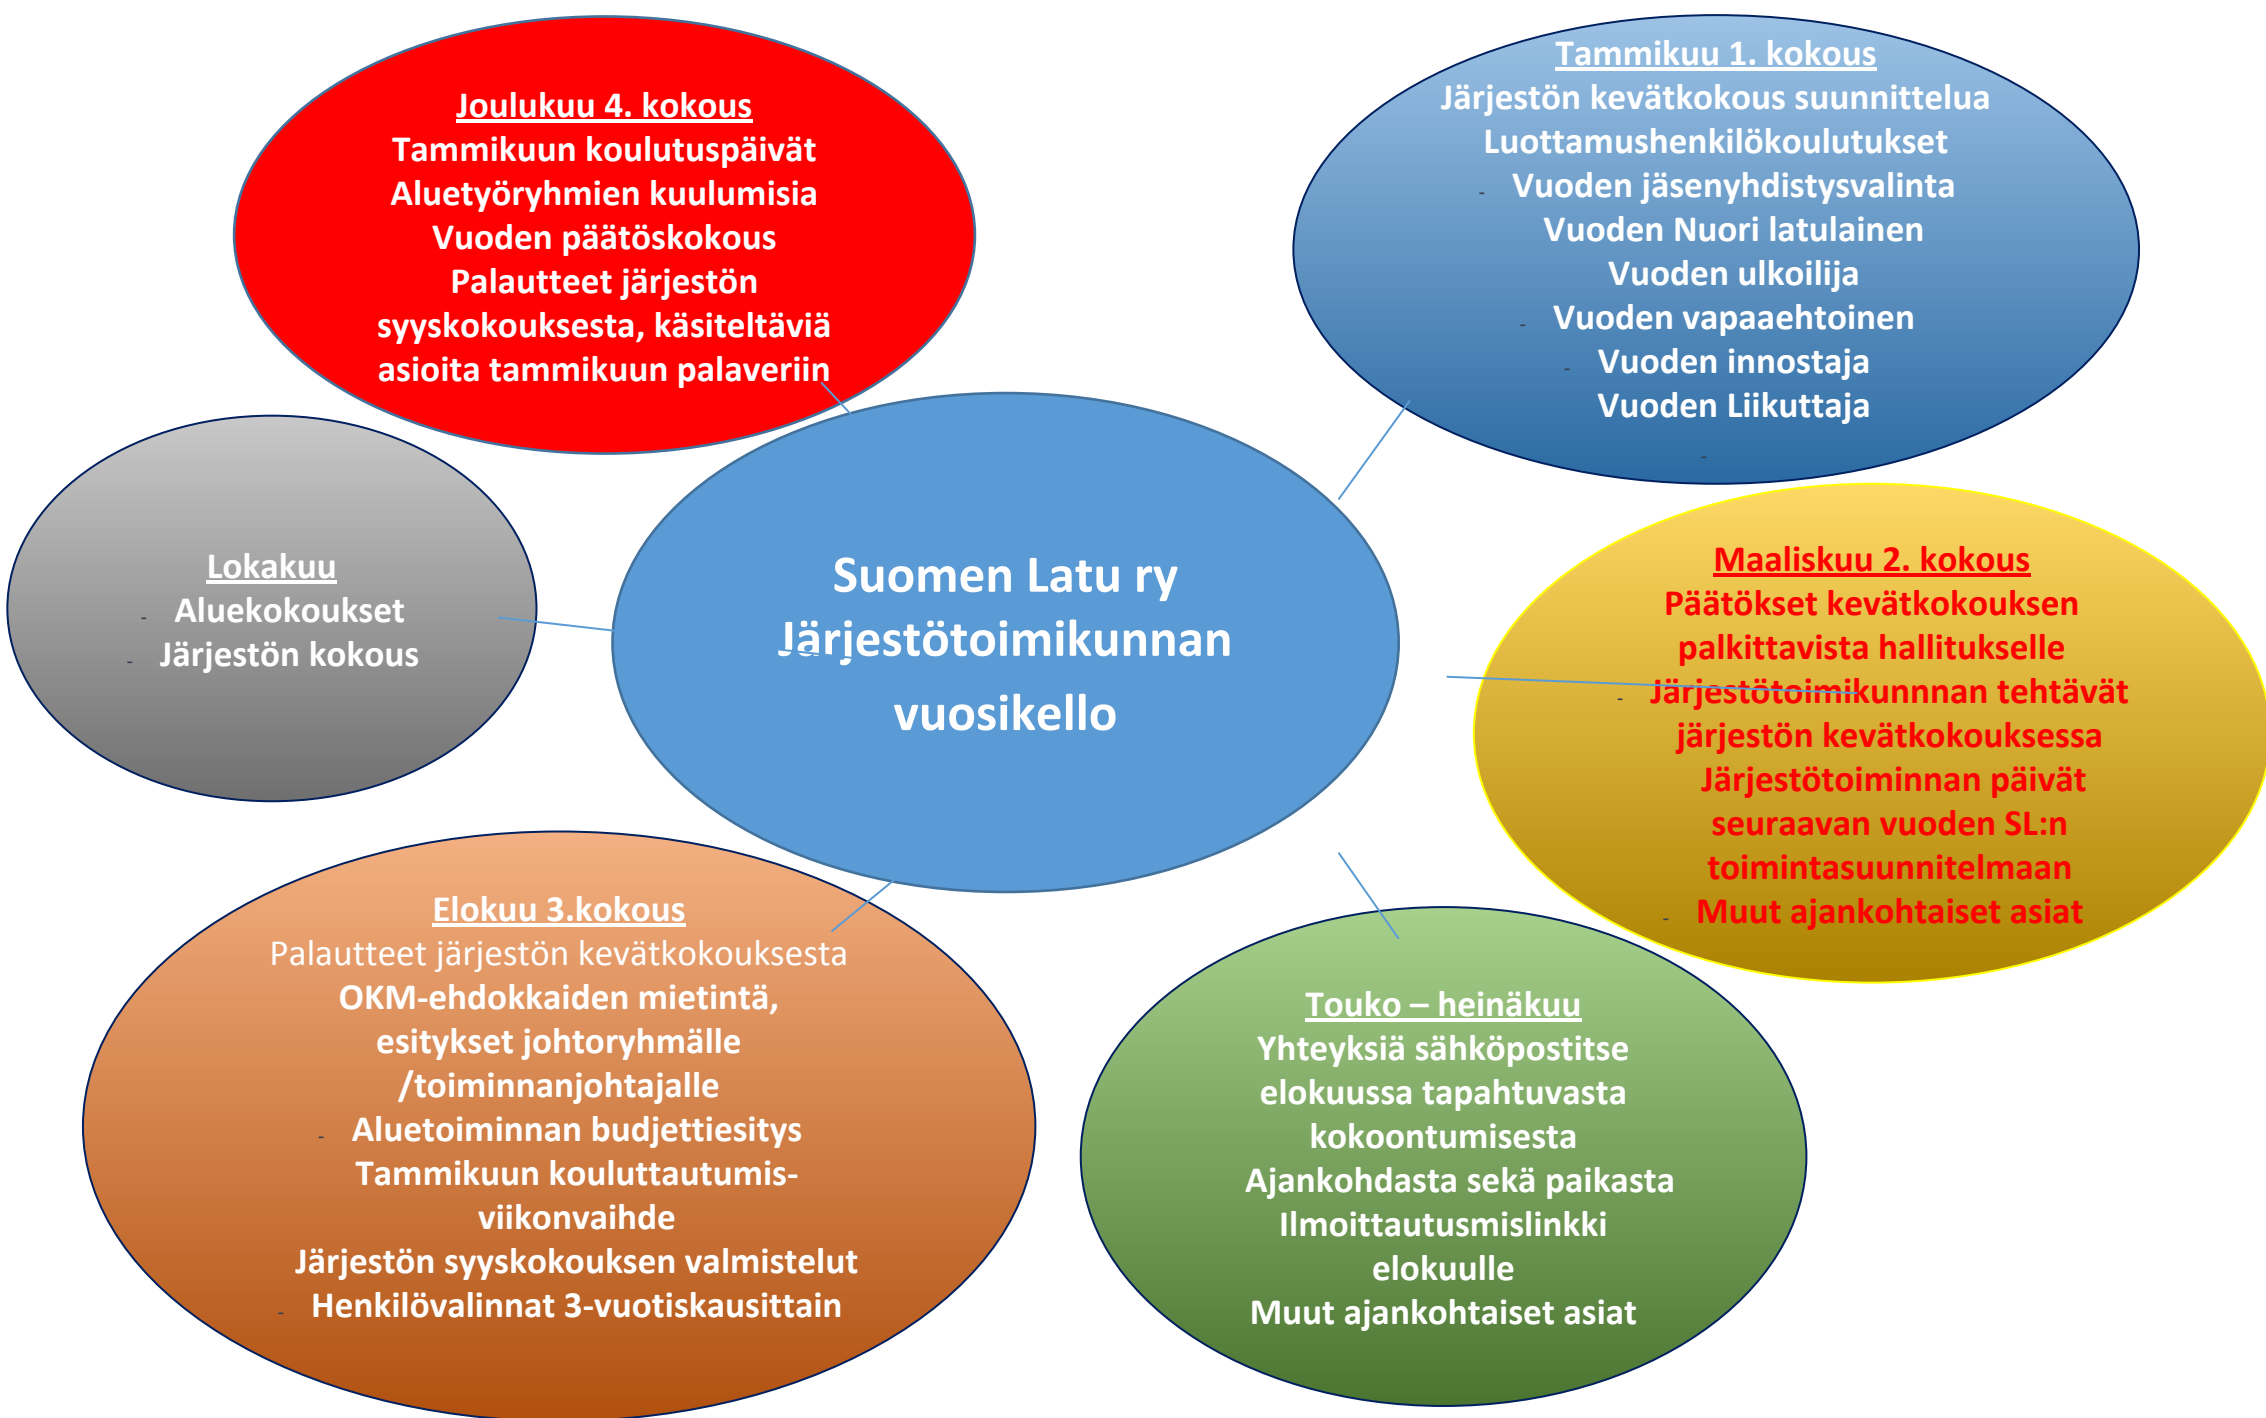 Suomen Latu ry
Järjestötoimikunnan
vuosikello
Tammikuu 1. kokous
Järjestön kevätkokous suunnittelua
Luottamushenkilökoulutukset
- Vuoden jäsenyhdistysvalinta
Vuoden Nuori latulainen
Vuoden ulkoilija
- Vuoden vapaaehtoinen
- Vuoden innostaja
Vuoden Liikuttaja
-
Maaliskuu 2. kokous
Päätökset kevätkokouksen
palkittavista hallitukselle
- Järjestötoimikunnnan tehtävät
järjestön kevätkokouksessa
Järjestötoiminnan päivät
seuraavan vuoden SL:n
toimintasuunnitelmaan
- Muut ajankohtaiset asiat
Touko – heinäkuu
Yhteyksiä sähköpostitse
elokuussa tapahtuvasta
kokoontumisesta
Ajankohdasta sekä paikasta
Ilmoittautusmislinkki
elokuulle
Muut ajankohtaiset asiat
Elokuu 3.kokous
Palautteet järjestön kevätkokouksesta
OKM-ehdokkaiden mietintä,
esitykset johtoryhmälle
/toiminnanjohtajalle
- Aluetoiminnan budjettiesitys
Tammikuun kouluttautumis-
viikonvaihde
Järjestön syyskokouksen valmistelut
- Henkilövalinnat 3-vuotiskausittain
Lokakuu
- Aluekokoukset
- Järjestön kokous
Joulukuu 4. kokous
Tammikuun koulutuspäivät
Aluetyöryhmien kuulumisia
Vuoden päätöskokous
Palautteet järjestön
syyskokouksesta, käsiteltäviä
asioita tammikuun palaveriin